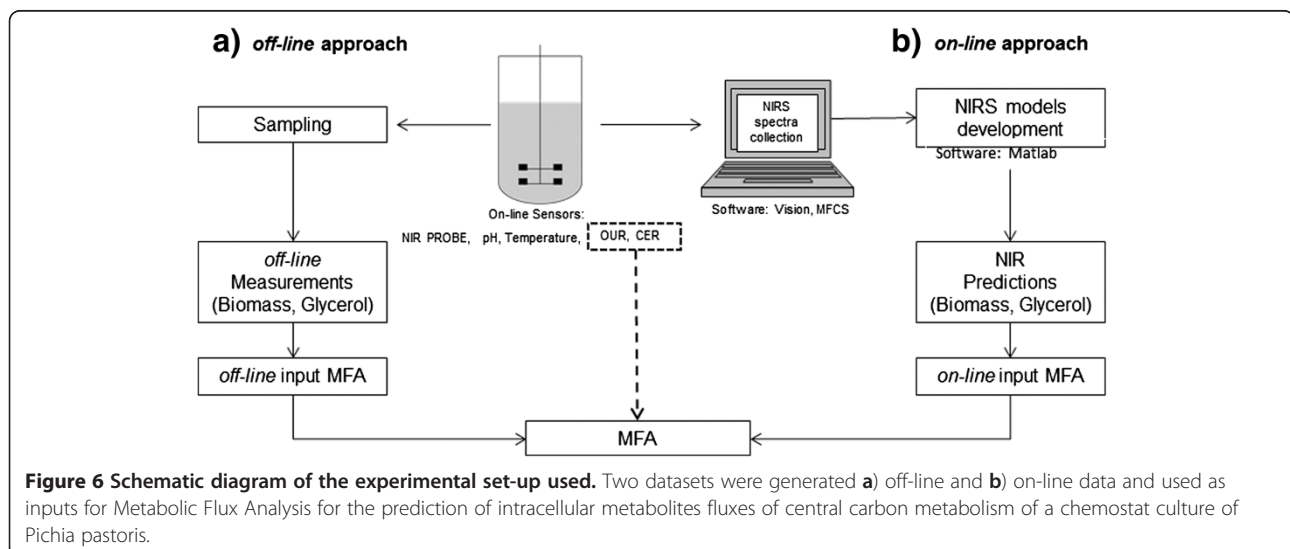 a) off-line approach
b) on-line approach
Sampling
NIRS
spectra
collection
NIRS models
development
Software: Matlab
Software: Vision, MFCS
On-line Sensors:
NIR PROBE, pH, Temperature, OUR, CER
off-line
Measurements
(Biomass, Glycerol)
NIR
Predictions
(Biomass, Glycerol)
off-line input MFA
on-line input MFA
MFA
Figure 6 Schematic diagram of the experimental set-up used. Two datasets were generated a) off-line and b) on-line data and used as
inputs for Metabolic Flux Analysis for the prediction of intracellular metabolites fluxes of central carbon metabolism of a chemostat culture of
Pichia pastoris.